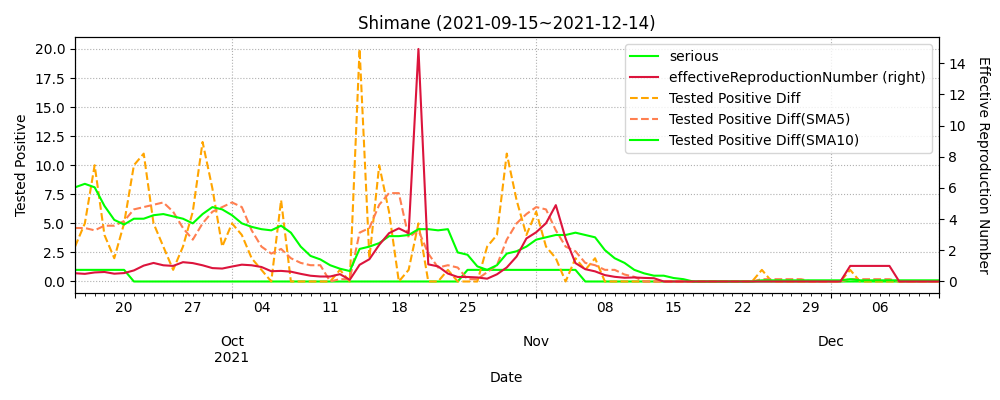 Shimane (2021-09-15~2021-12-14)
serious
effectiveReproductionNumber (right)
Tested Positive Diff
Tested Positive Diff(SMA5)
Tested Positive Diff(SMA10)
Tested Positive
20.0
17.5
15.0
12.5
10.0
7.5
5.0
2.5
0.0
Effective Reproduction Number
14
12
10
8
6
4
2
0
20 27 04 11 18 25 08 15 22 29 06
Oct Nov Dec
2021
Date